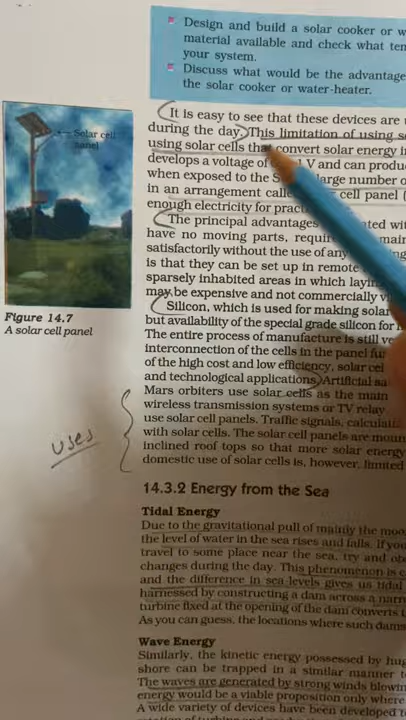 Design and build a solar cooker or w
material available and check what tem
your system.
Discuss what would be the advantage
the solar cooker or water-heater.
It is easy to see that these devices are
during the day. This limitation of using so
using solar cells that convert solar energy in
develops a voltage of V and can produ
when exposed to the large number o
in an arrangement cell panel (
enough electricity for
The principal advantages with
have no moving parts, require
satisfactorily without the use of any
is that they can be set up in remote
sparsely inhabited areas in which
may be expensive and not commercially
Silicon, which is used for making solar
but availability of the special grade silicon for
The entire process of manufacture is still
interconnection of the cells in the panel
of the high cost and low efficiency, solar cel
and technological applications. Artificial sa
Mars orbiters use solar cells as the main
wireless transmission systems or TV relay
use solar cell panels. Traffic signals,
with solar cells. The solar cell panels are moun
inclined roof tops so that more solar energy
domestic use of solar cells is, however, limited
Solar cell
panel
Figure 14.7
A solar cell panel
uses
14.3.2 Energy from the Sea
Tidal Energy
Due to the gravitational pull of mainly the moo
the level of water in the sea rises and falls. If you
travel to some place near the sea, try and ob
changes during the day. This phenomenon is c
and the difference in sea-levels gives us tidal
harnessed by constructing a dam across a narr
turbine fixed at the opening of the dam converts t
As you can guess, the locations where such dams
Wave Energy
Similarly, the kinetic energy possessed by hug
shore can be trapped in a similar manner t
The waves are generated by strong winds blowin
energy would be a viable proposition only where
A wide variety of devices have been developed t